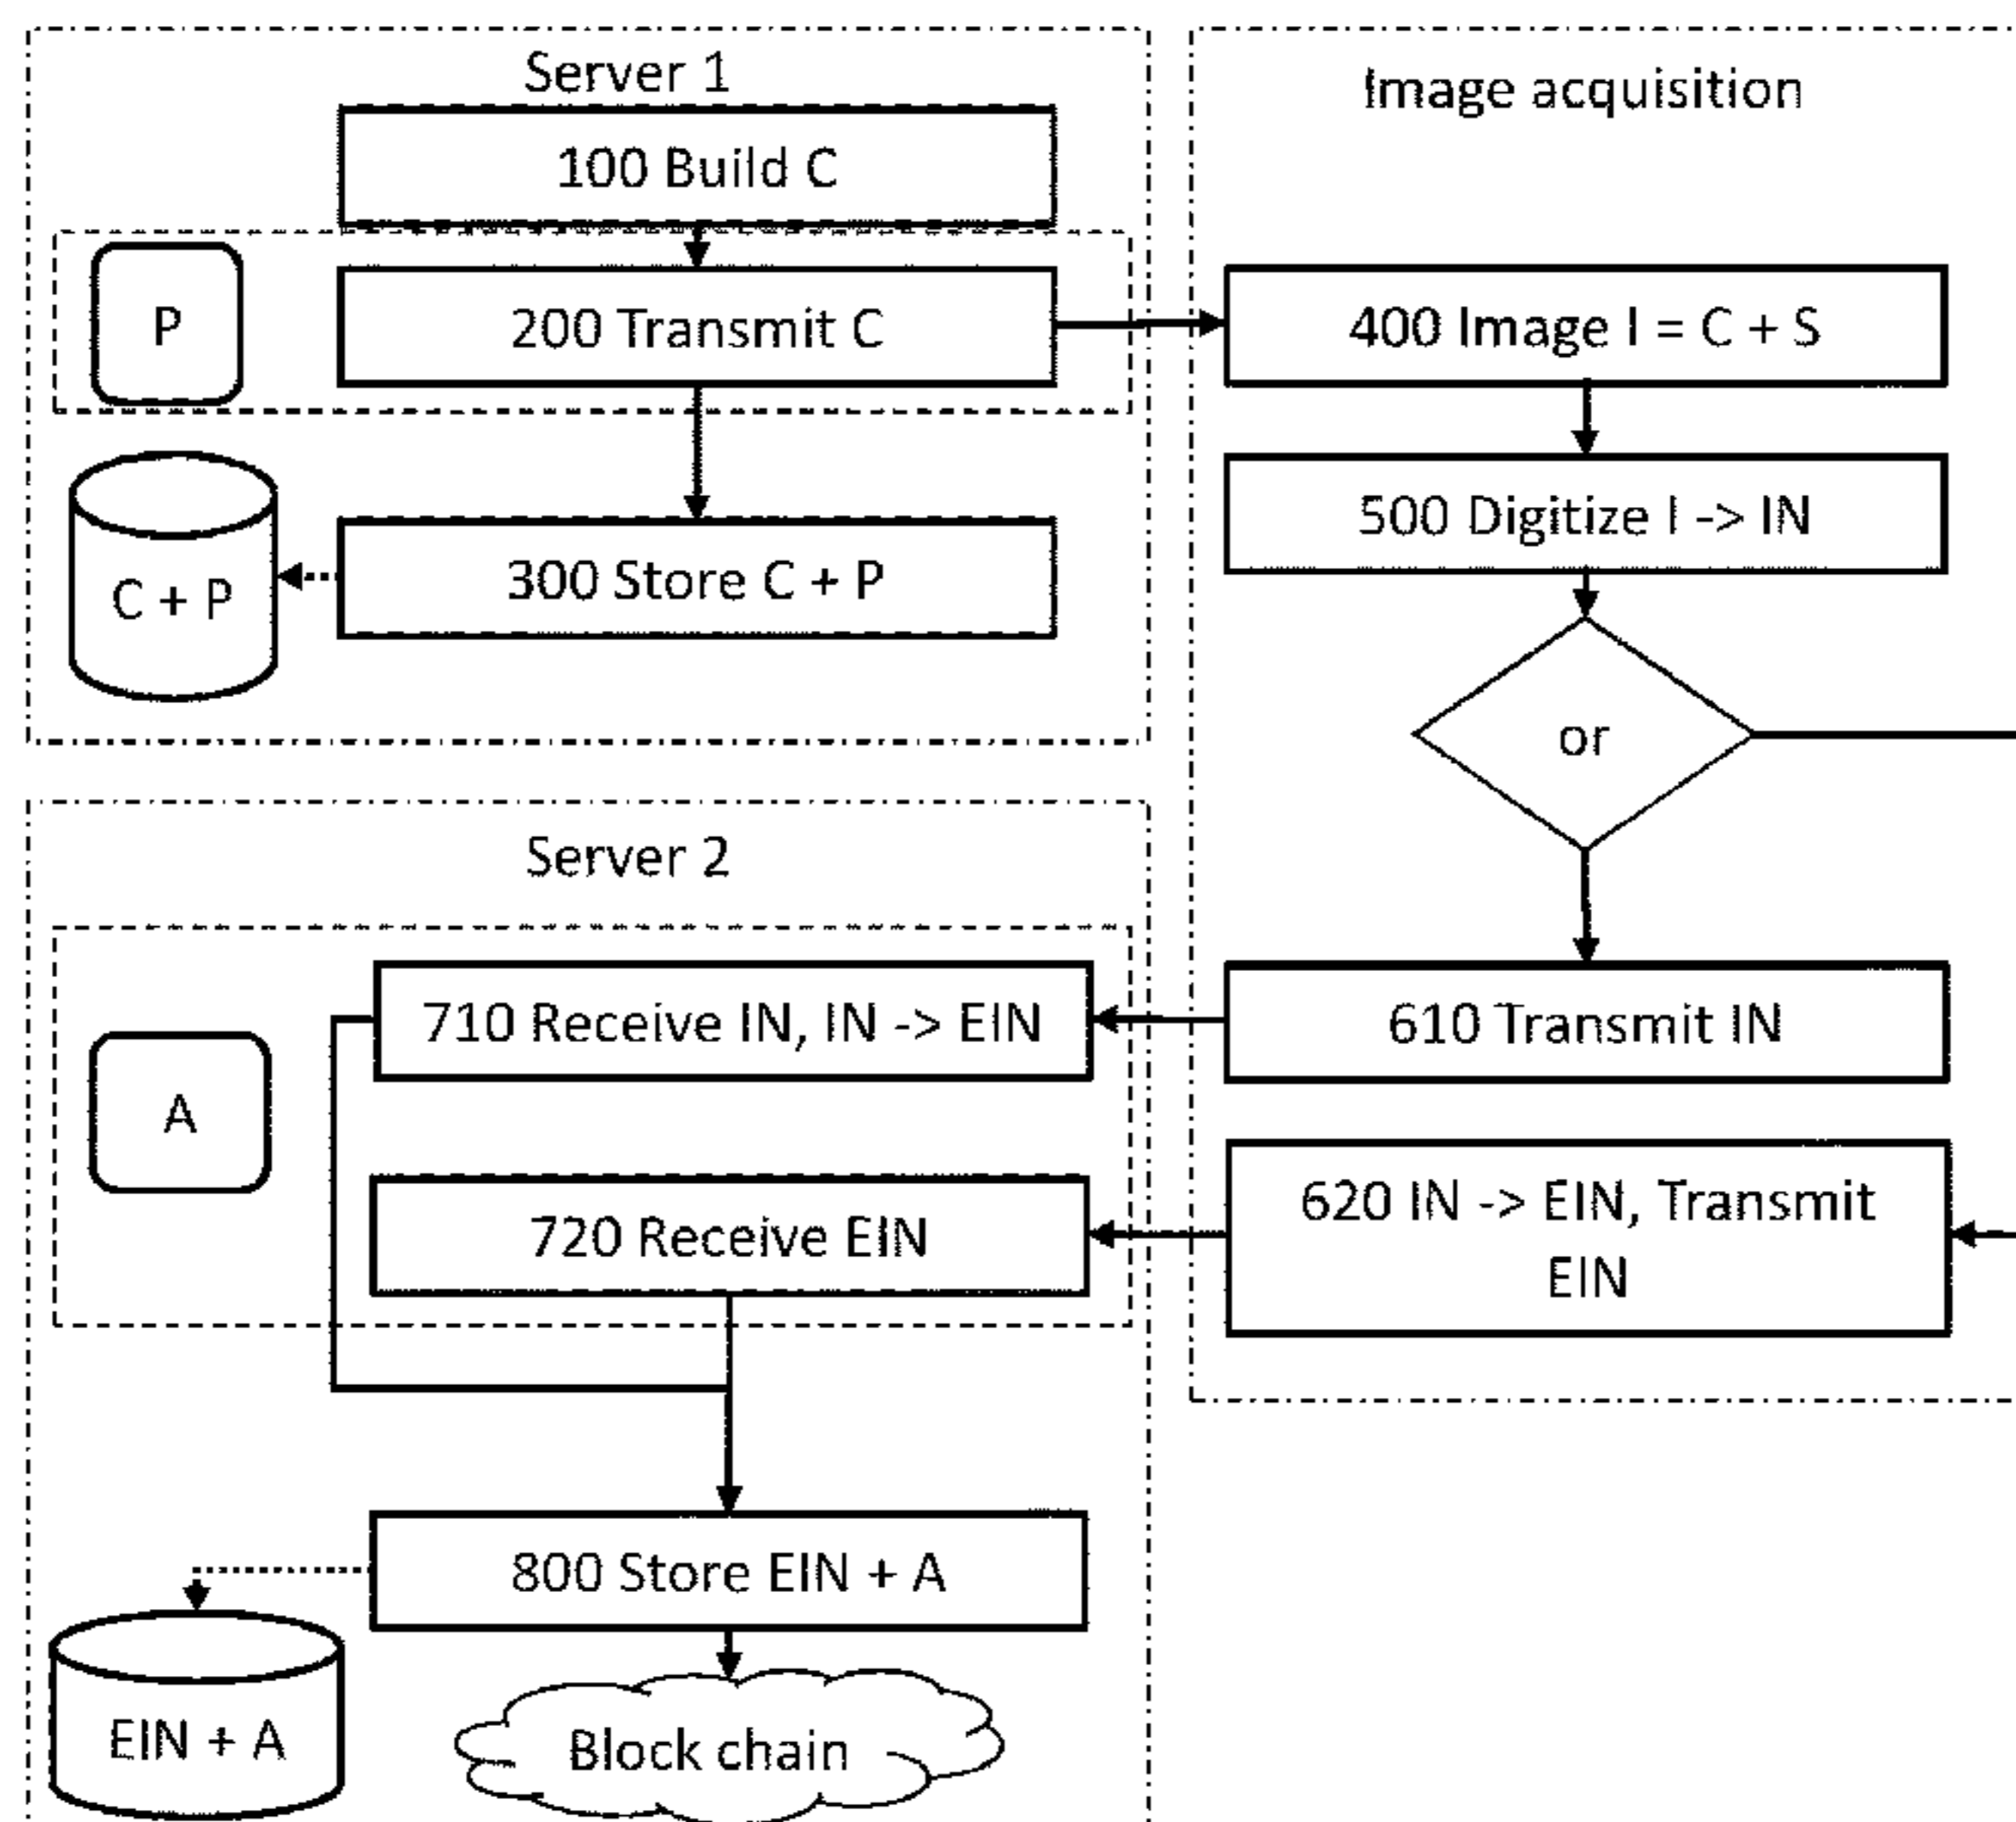 Server 1
100 Build C
P
200 Transmit C
C + P
300 Store C + P
Image acquisition
400 Image I = C + S
500 Digitize I -> IN
or
610 Transmit IN
620 IN -> EIN, Transmit
EIN
Server 2
710 Receive IN, IN -> EIN
A
720 Receive EIN
800 Store EIN + A
EIN + A
Block chain